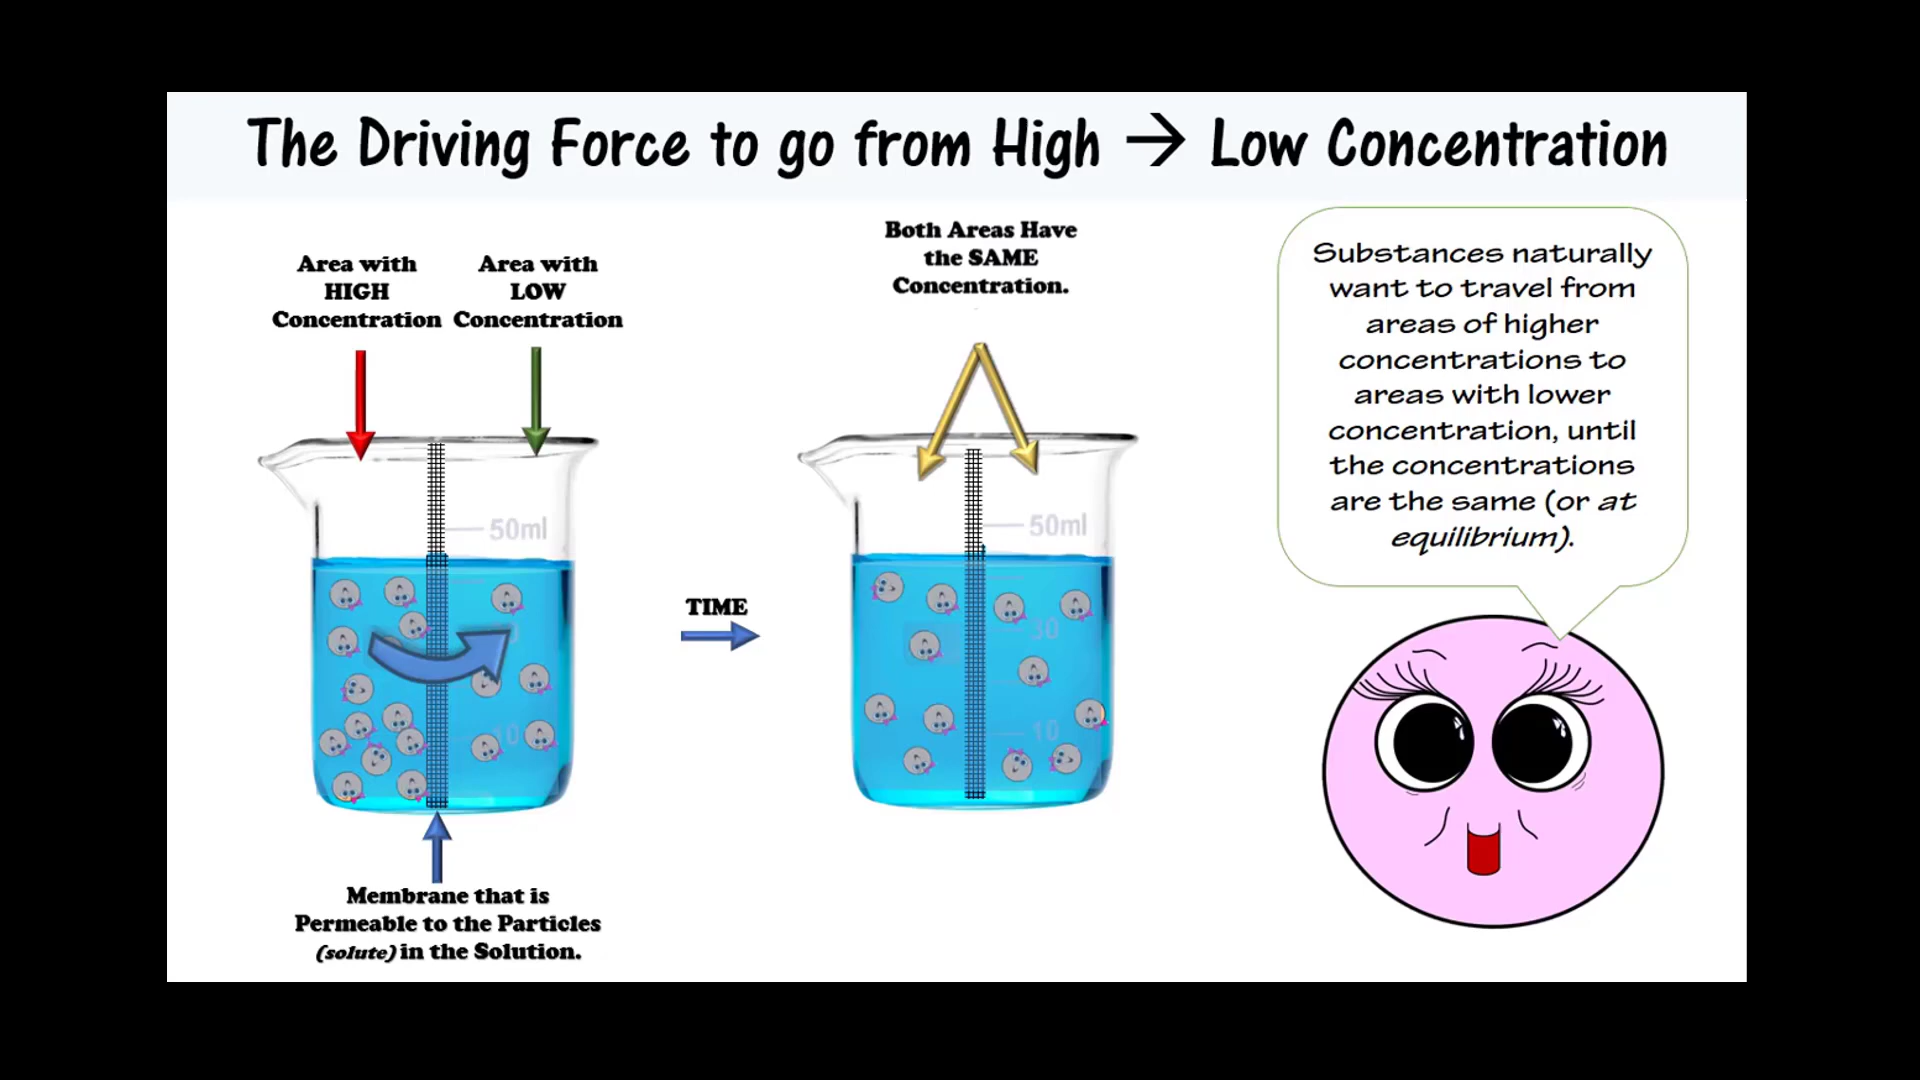 The Driving Force to go from High → Low Concentration
Area with
HIGH
Concentration
Area with
LOW
Concentration
50ml
10
Membrane that is
Permeable to the Particles
(solute) in the Solution.
TIME
Both Areas Have
the SAME
Concentration.
50ml
30
10
Substances naturally
want to travel from
areas of higher
concentrations to
areas with lower
concentration, until
the concentrations
are the same (or at
equilibrium).